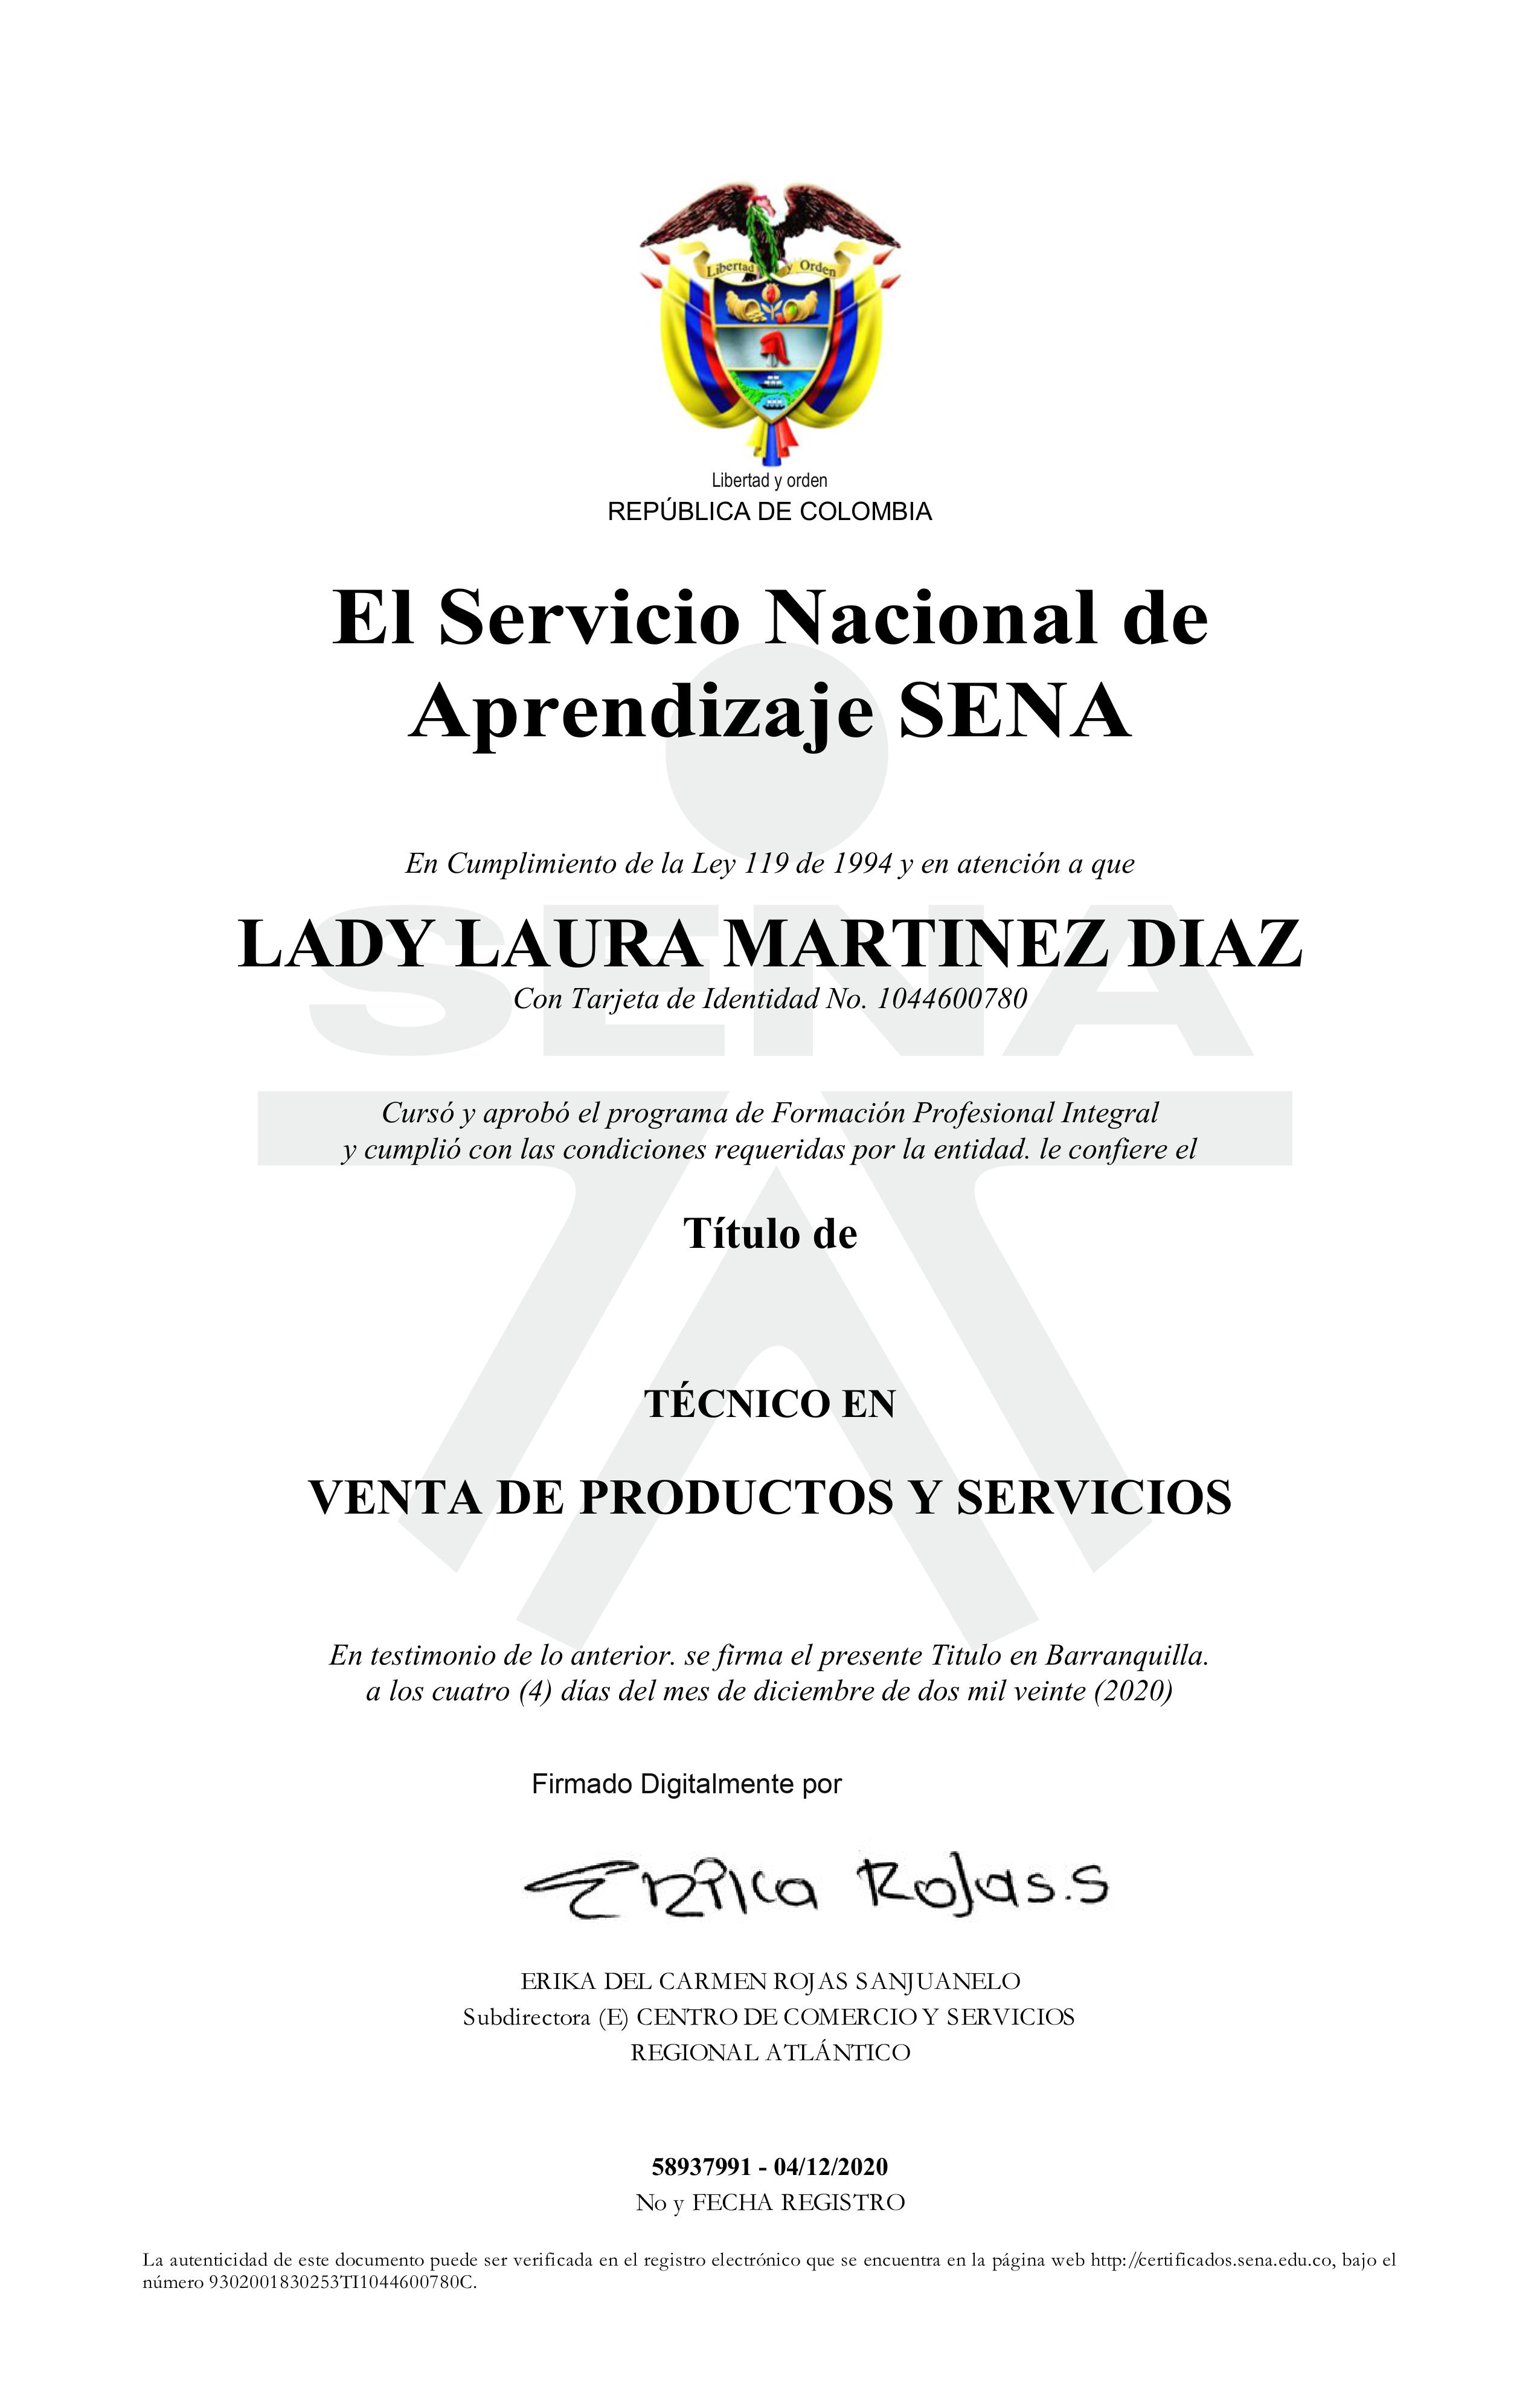 Libertad y Orden
Libertad y orden
REPÚBLICA DE COLOMBIA
El Servicio Nacional de
Aprendizaje SENA
En Cumplimiento de la Ley 119 de 1994 y en atención a que
SENA
LADY LAURA MARTINEZ DIAZ
Con Tarjeta de Identidad No. 1044600780
Cursó y aprobó el programa de Formación Profesional Integral
y cumplió con las condiciones requeridas por la entidad. le confiere el
Título de
TÉCNICO EN
VENTA DE PRODUCTOS Y SERVICIOS
En testimonio de lo anterior. se firma el presente Titulo en Barranquilla.
a los cuatro (4) días del mes de diciembre de dos mil veinte (2020)
Firmado Digitalmente por
Erika Rojas.S
ERIKA DEL CARMEN ROJAS SANJUANELO
Subdirectora (E) CENTRO DE COMERCIO Y SERVICIOS
REGIONAL ATLÁNTICO
58937991 - 04/12/2020
No y FECHA REGISTRO
La autenticidad de este documento puede ser verificada en el registro electrónico que se encuentra en la página web http://certificados.sena.edu.co, bajo el
número 9302001830253TI1044600780C.